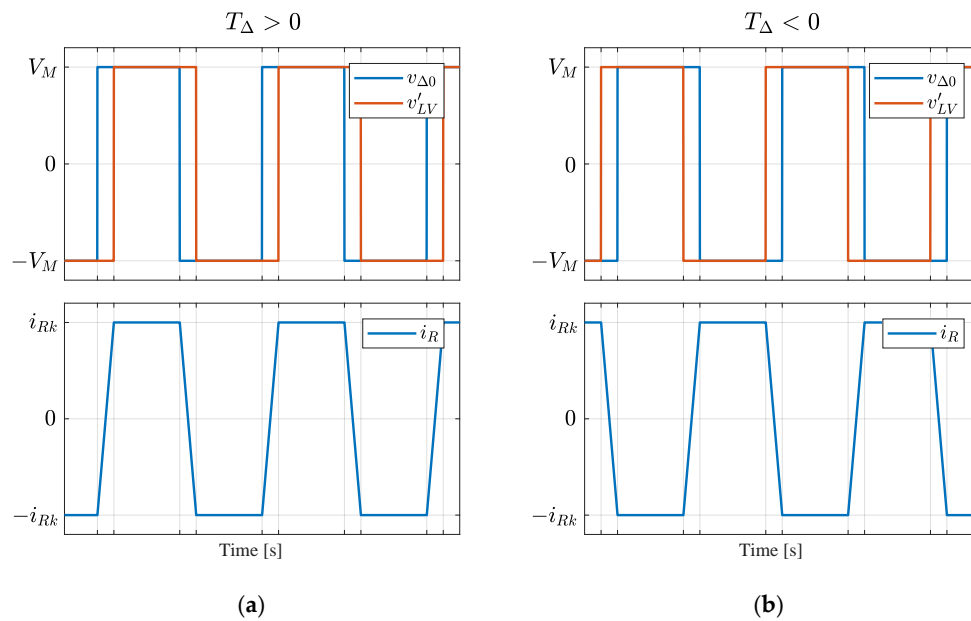 T_Δ > 0
V_M
0
−V_M
v_Δ0
v′_LV
i_Rk
0
−i_Rk
i_R
Time [s]
(a)
T_Δ < 0
V_M
0
−V_M
v_Δ0
v′_LV
i_Rk
0
−i_Rk
i_R
Time [s]
(b)